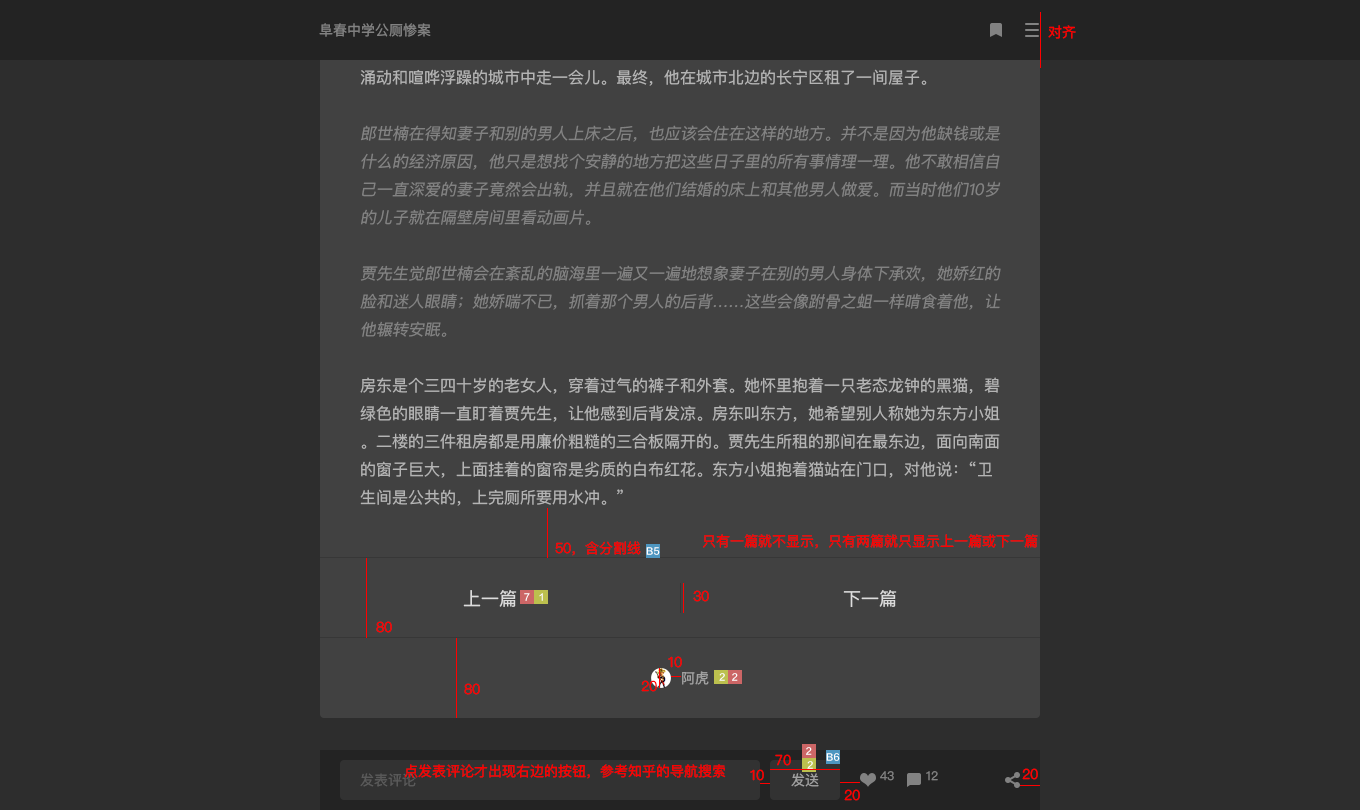 阜春中学公厕惨案
对齐
涌动和喧哗浮躁的城市中走一会儿。最终，他在城市北边的长宁区租了一间屋子。
郎世楠在得知妻子和别的男人上床之后，也应该会住在这样的地方。并不是因为他缺钱或是
什么的经济原因，他只是想找个安静的地方把这些日子里的所有事情理一理。他不敢相信自
己一直深爱的妻子竟然会出轨，并且就在他们结婚的床上和其他男人做爱。而当时他们10岁
的儿子就在隔壁房间里看动画片。
贾先生觉郎世楠会在紊乱的脑海里一遍又一遍地想象妻子在别的男人身体下承欢，她娇红的
脸和迷人眼睛；她娇喘不已，抓着那个男人的后背……这些会像跗骨之蛆一样啃食着他，让
他辗转安眠。
房东是个三四十岁的老女人，穿着过气的裤子和外套。她怀里抱着一只老态龙钟的黑猫，碧
绿色的眼睛一直盯着贾先生，让他感到后背发凉。房东叫东方，她希望别人称她为东方小姐
。二楼的三件租房都是用廉价粗糙的三合板隔开的。贾先生所租的那间在最东边，面向南面
的窗子巨大，上面挂着的窗帘是劣质的白布红花。东方小姐抱着猫站在门口，对他说：“卫
生间是公共的，上完厕所要用水冲。”
只有一篇就不显示，只有两篇就只显示上一篇或下一篇
50，含分割线 B5
上一篇 7 1 30 下一篇
80
10
20 阿虎 2 2
80
2 B6
70 2
点发表评论才出现右边的按钮，参考知乎的导航搜索 10 20
发表评论 发送 43 12
20